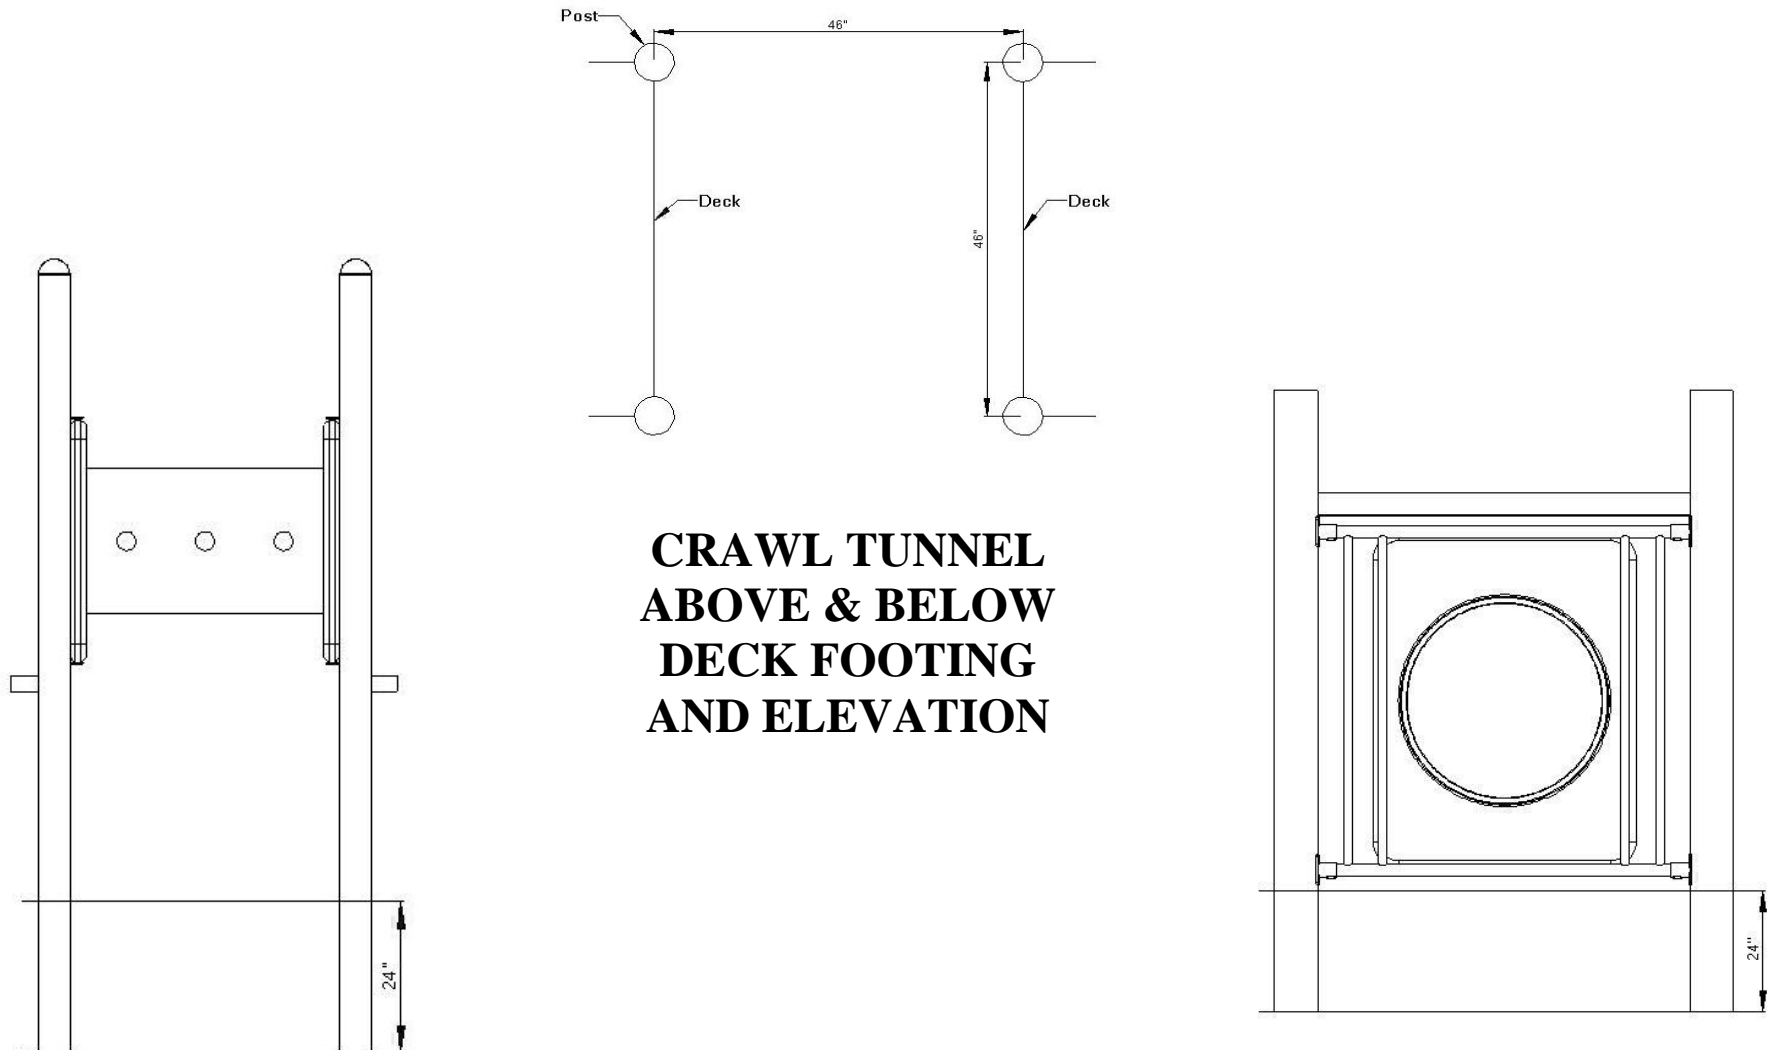 Post
46"
Deck
Deck
46"
CRAWL TUNNEL
ABOVE & BELOW
DECK FOOTING
AND ELEVATION
24"
24"